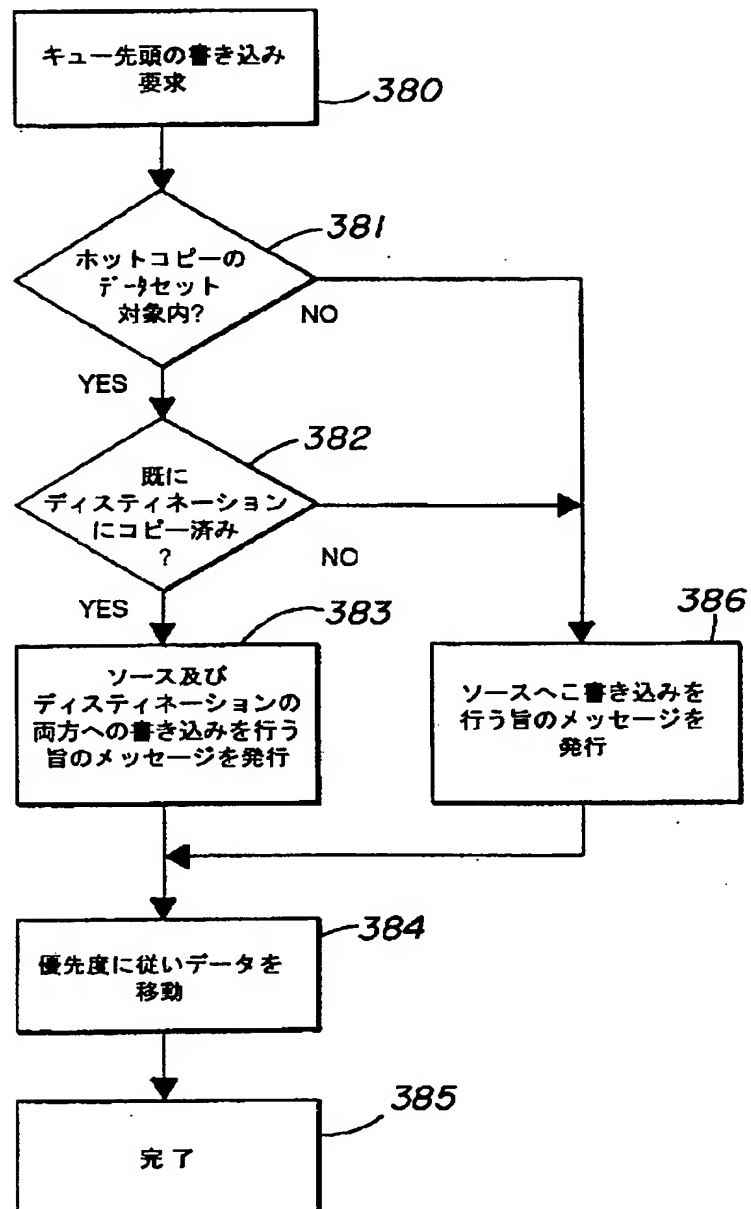 キュー先頭の書き込み
要求
380
381
ホットコピーの
データセット
対象内?
NO
YES
382
既に
ディスティネーション
にコピー済み
?
NO
YES
383
ソース及び
ディスティネーションの
両方への書き込みを行う
旨のメッセージを発行
386
ソースへこ書き込みを
行う旨のメッセージを
発行
384
優先度に従いデータを
移動
385
完了